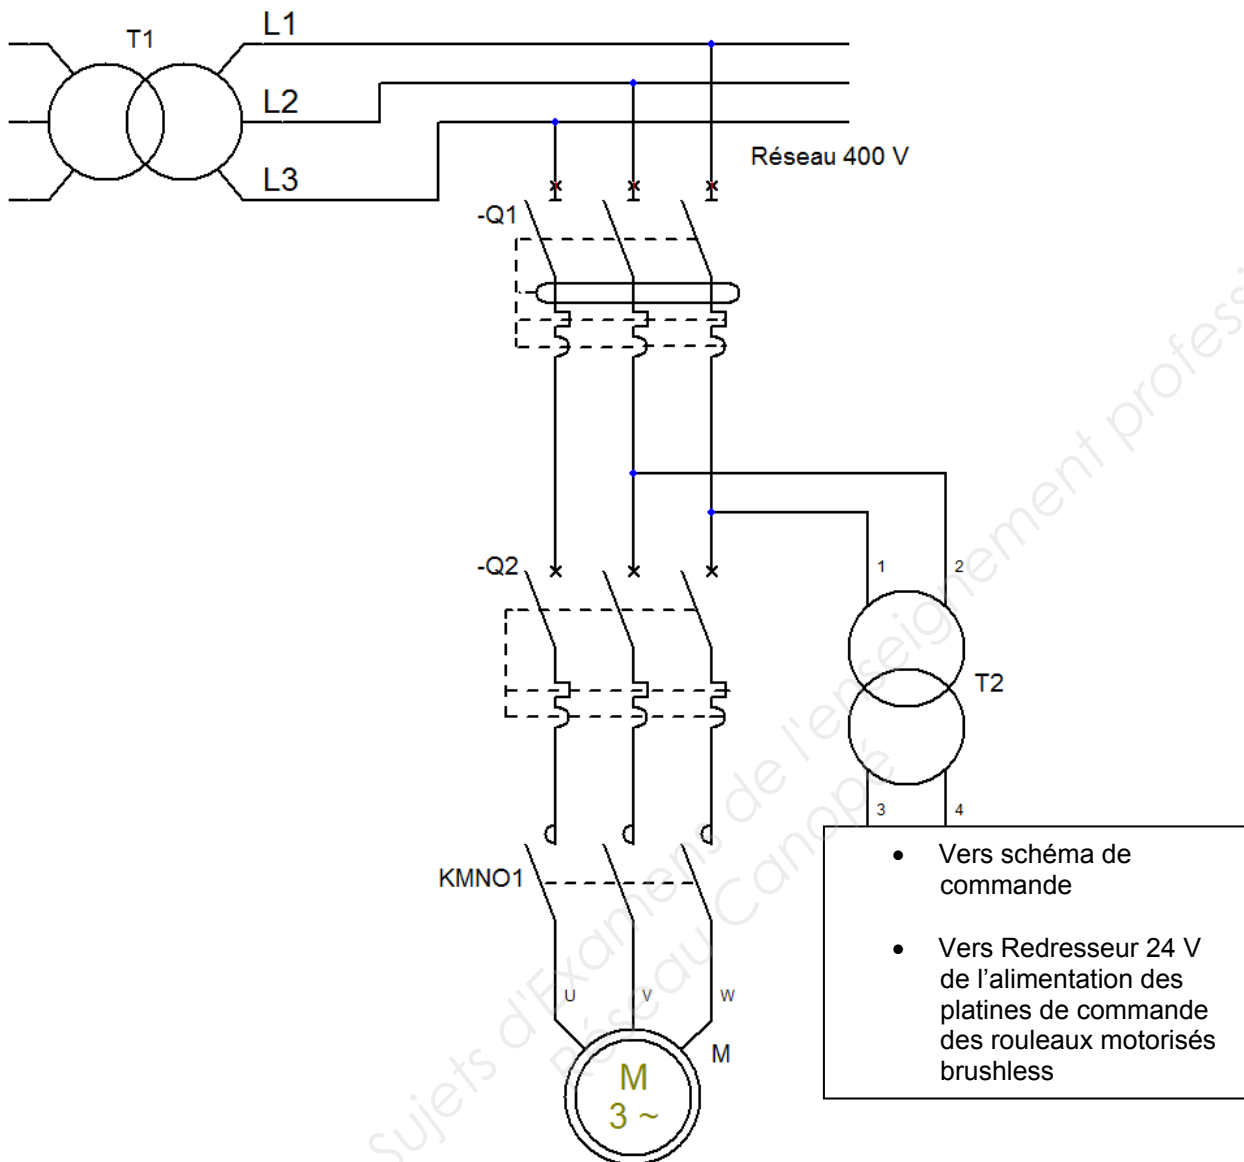 T1
L1
L2
L3
Réseau 400 V
-Q1
-Q2
1
2
T2
3
4
KMNO1
U
V
W
M
M
3 ~
• Vers schéma de
commande
• Vers Redresseur 24 V
de l'alimentation des
platines de commande
des rouleaux motorisés
brushless
Sujets d'Examens de l'enseignement professi
Réseau Canopé